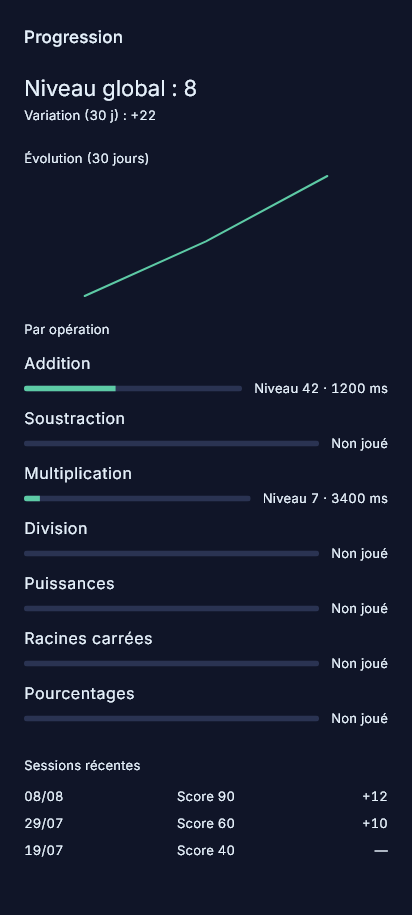 Progression
Niveau global : 8
Variation (30 j) : +22
Évolution (30 jours)
Par opération
Addition
Niveau 42 · 1200 ms
Soustraction
Non joué
Multiplication
Niveau 7 · 3400 ms
Division
Non joué
Puissances
Non joué
Racines carrées
Non joué
Pourcentages
Non joué
Sessions récentes
08/08 Score 90 +12
29/07 Score 60 +10
19/07 Score 40 —